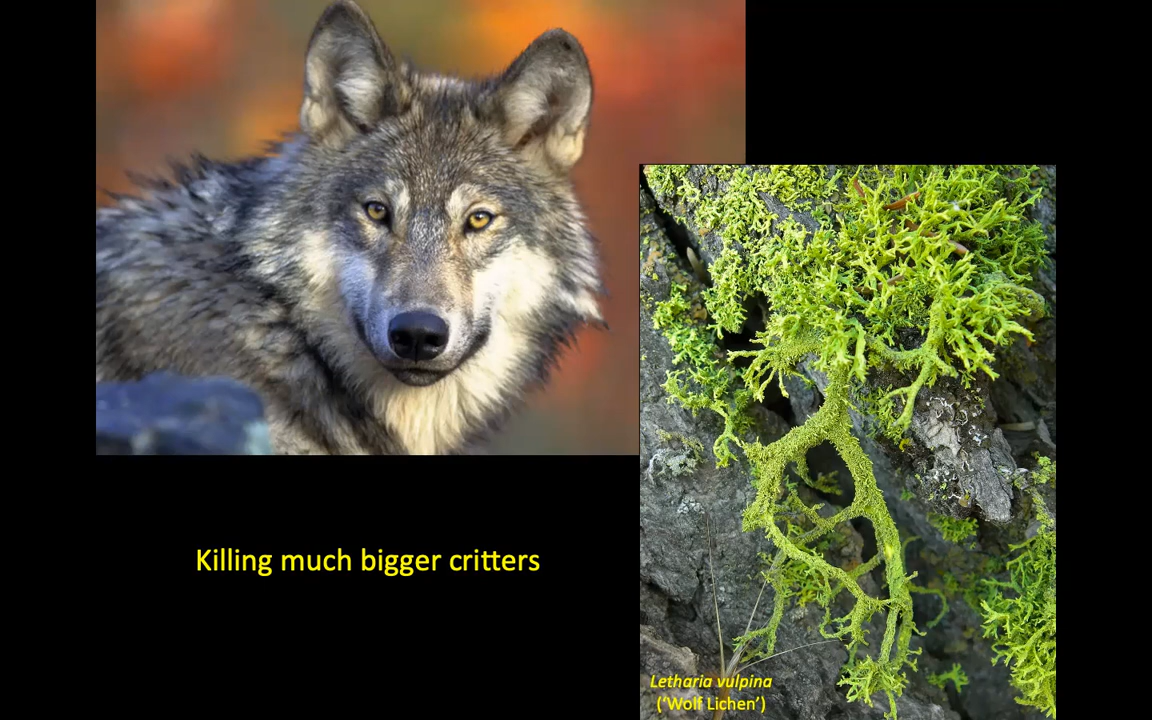 Killing much bigger critters
Letharia vulpina
(‘Wolf Lichen’)